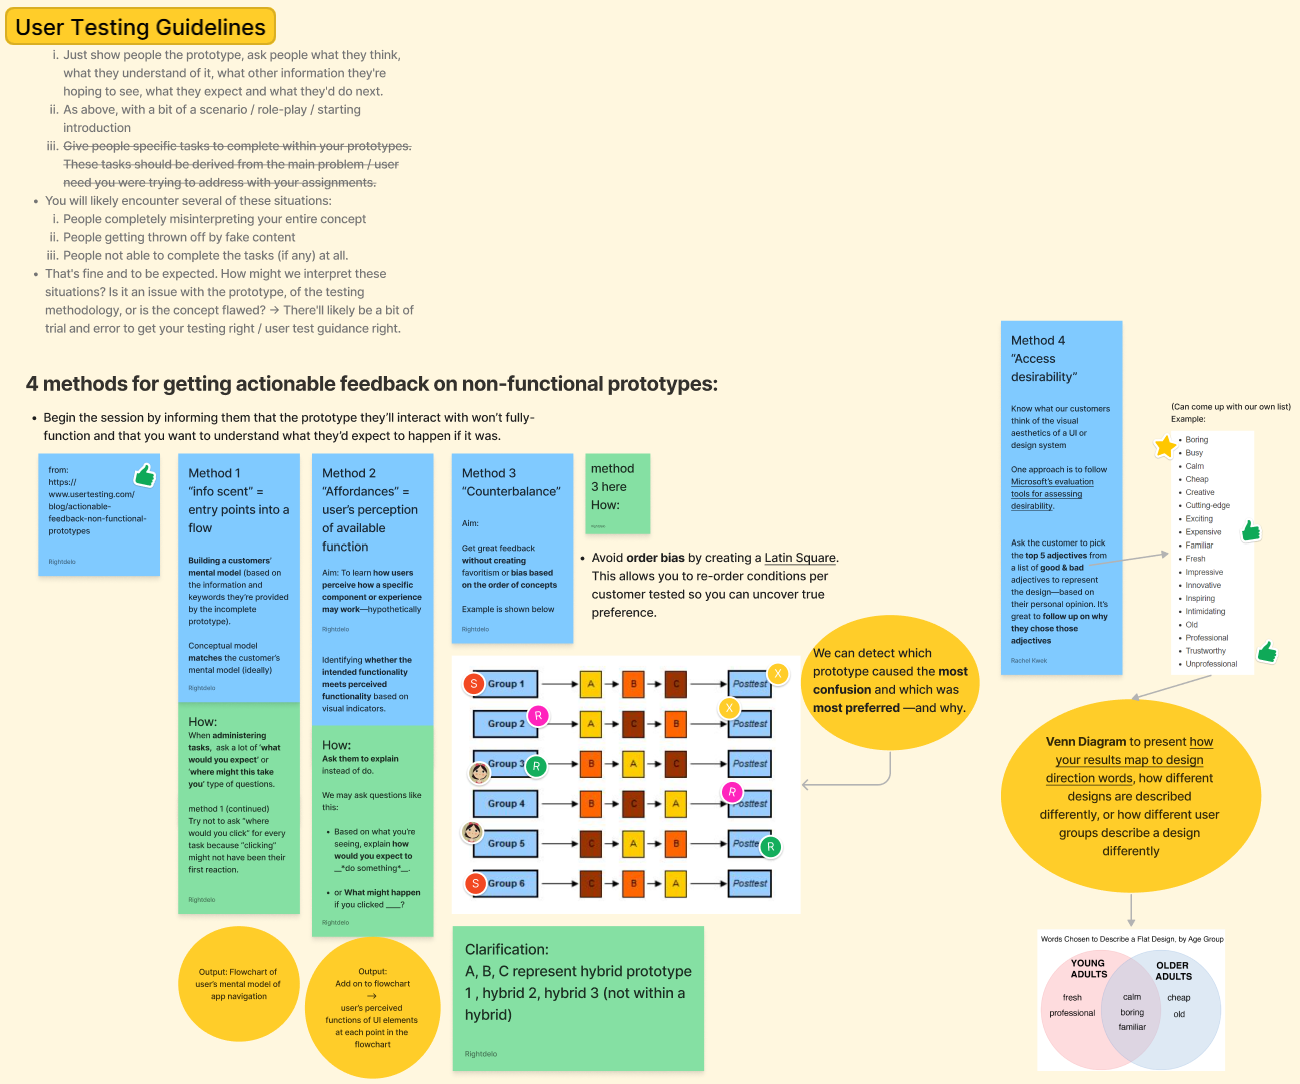 User Testing Guidelines
i. Just show people the prototype, ask people what they think,
what they understand of it, what other information they're
hoping to see, what they expect and what they'd do next.
ii. As above, with a bit of a scenario / role-play / starting
introduction
iii. Give people specific tasks to complete within your prototypes.
These tasks should be derived from the main problem / user
need you were trying to address with your assignments.
• You will likely encounter several of these situations:
i. People completely misinterpreting your entire concept
ii. People getting thrown off by fake content
iii. People not able to complete the tasks (if any) at all.
• That's fine and to be expected. How might we interpret these
situations? Is it an issue with the prototype, of the testing
methodology, or is the concept flawed? → There'll likely be a bit of
trial and error to get your testing right / user test guidance right.
4 methods for getting actionable feedback on non-functional prototypes:
• Begin the session by informing them that the prototype they'll interact with won't fully-
function and that you want to understand what they'd expect to happen if it was.
from:
https://
www.usertesting.com/
blog/actionable-
feedback-non-functional-
prototypes
Rightdelo
Method 1
"info scent" =
entry points into a
flow
Building a customers'
mental model (based on
the information and
keywords they're provided
by the incomplete
prototype).
Conceptual model
matches the customer's
mental model (ideally)
Rightdelo
How:
When administering
tasks, ask a lot of 'what
would you expect' or
'where might this take
you' type of questions.
method 1 (continued)
Try not to ask "where
would you click" for every
task because "clicking"
might not have been their
first reaction.
Rightdelo
Output: Flowchart of
user's mental model of
app navigation
Method 2
"Affordances" =
user's perception
of available
function
Aim: To learn how users
perceive how a specific
component or experience
may work—hypothetically
Rightdelo
Identifying whether the
intended functionality
meets perceived
functionality based on
visual indicators.
How:
Ask them to explain
instead of do.
We may ask questions like
this:
• Based on what you're
seeing, explain how
would you expect to
__*do something*__.
• or What might happen
if you clicked ____?
Rightdelo
Output:
Add on to flowchart
→
user's perceived
functions of UI elements
at each point in the
flowchart
Method 3
"Counterbalance"
Aim:
Get great feedback
without creating
favoritism or bias based
on the order of concepts
Example is shown below
Rightdelo
method
3 here
How:
• Avoid order bias by creating a Latin Square.
This allows you to re-order conditions per
customer tested so you can uncover true
preference.
We can detect which
prototype caused the most
confusion and which was
most preferred —and why.
S Group 1 A B C Posttest X
Group 2 R A C B X Posttest
Group 3 R B A C Posttest
Group 4 B C A R Posttest
Group 5 C A B Posttest R
S Group 6 C B A Posttest
Clarification:
A, B, C represent hybrid prototype
1 , hybrid 2, hybrid 3 (not within a
hybrid)
Rightdelo
Method 4
"Access
desirability"
Know what our customers
think of the visual
aesthetics of a UI or
design system
One approach is to follow
Microsoft's evaluation
tools for assessing
desirability.
Ask the customer to pick
the top 5 adjectives from
a list of good & bad
adjectives to represent
the design—based on
their personal opinion. It's
great to follow up on why
they chose those
adjectives
Rachel Kwok
(Can come up with our own list)
Example:
• Boring
• Busy
• Calm
• Cheap
• Creative
• Cutting-edge
• Exciting
• Expensive
• Familiar
• Fresh
• Impressive
• Innovative
• Inspiring
• Intimidating
• Old
• Professional
• Trustworthy
• Unprofessional
Venn Diagram to present how
your results map to design
direction words, how different
designs are described
differently, or how different user
groups describe a design
differently
Words Chosen to Describe a Flat Design, by Age Group
YOUNG
ADULTS
fresh
professional
calm
boring
familiar
OLDER
ADULTS
cheap
old